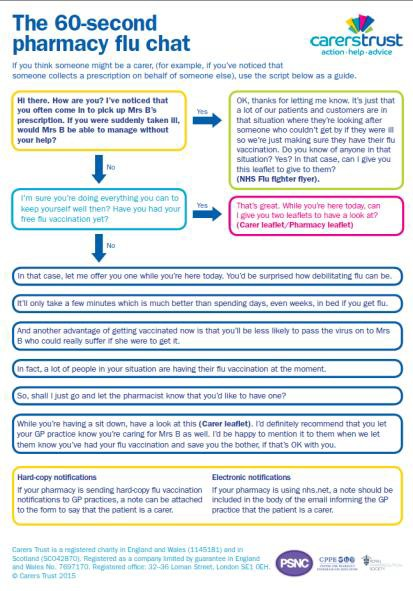 The 60-second
pharmacy flu chat
carerstrust
action · help · advice
If you think someone might be a carer, (for example, if you've noticed that
someone collects a prescription on behalf of someone else), use the script below as a guide.
Hi there. How are you? I've noticed that
you often come in to pick up Mrs B's
prescription. If you were suddenly taken ill,
would Mrs B be able to manage without
your help?
Yes
OK, thanks for letting me know. It's just that
a lot of our patients and customers are in
that situation where they're looking after
someone who couldn't get by if they were ill
so we're just making sure they have their flu
vaccination. Do you know of anyone in that
situation? Yes? In that case, can I give you
this leaflet to give to them?
(NHS Flu fighter flyer).
No
I'm sure you're doing everything you can to
keep yourself well then? Have you had your
free flu vaccination yet?
Yes
That's great. While you're here today, can
I give you two leaflets to have a look at?
(Carer leaflet/Pharmacy leaflet)
No
In that case, let me offer you one while you're here today. You'd be surprised how debilitating flu can be.
It'll only take a few minutes which is much better than spending days, even weeks, in bed if you get flu.
And another advantage of getting vaccinated now is that you'll be less likely to pass the virus on to Mrs
B who could really suffer if she were to get it.
In fact, a lot of people in your situation are having their flu vaccination at the moment.
So, shall I just go and let the pharmacist know that you'd like to have one?
While you're having a sit down, have a look at this (Carer leaflet). I'd definitely recommend that you let
your GP practice know you're caring for Mrs B as well. I'd be happy to mention it to them when we let
them know you've had your flu vaccination and save you the bother, if that's OK with you.
Hard-copy notifications
If your pharmacy is sending hard-copy flu vaccination
notifications to GP practices, a note can be attached
to the form to say that the patient is a carer.
Electronic notifications
If your pharmacy is using nhs.net, a note should be
included in the body of the email informing the GP
practice that the patient is a carer.
Carers Trust is a registered charity in England and Wales (1145181) and in
Scotland (SC042870). Registered as a company limited by guarantee in England
and Wales No. 7697170. Registered office: 32–36 Loman Street, London SE1 0EH.
© Carers Trust 2015
PSNC
CPPE
ROYAL
PHARMACEUTICAL
SOCIETY